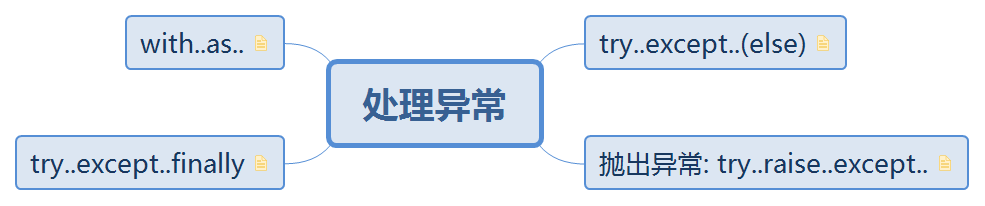 with..as..
try..except..(else)
处理异常
try..except..finally
抛出异常: try..raise..except..